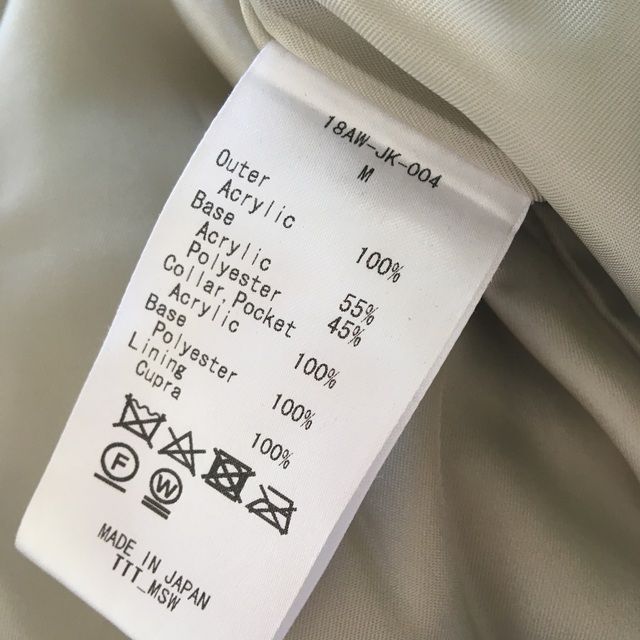 18AW-JK-004
M
Outer
Acrylic 100%
Base
Acrylic 55%
Polyester 45%
Collar, Pocket
Acrylic 100%
Base
Polyester 100%
Lining
Cupra 100%
F W
MADE IN JAPAN
TTT_MSW